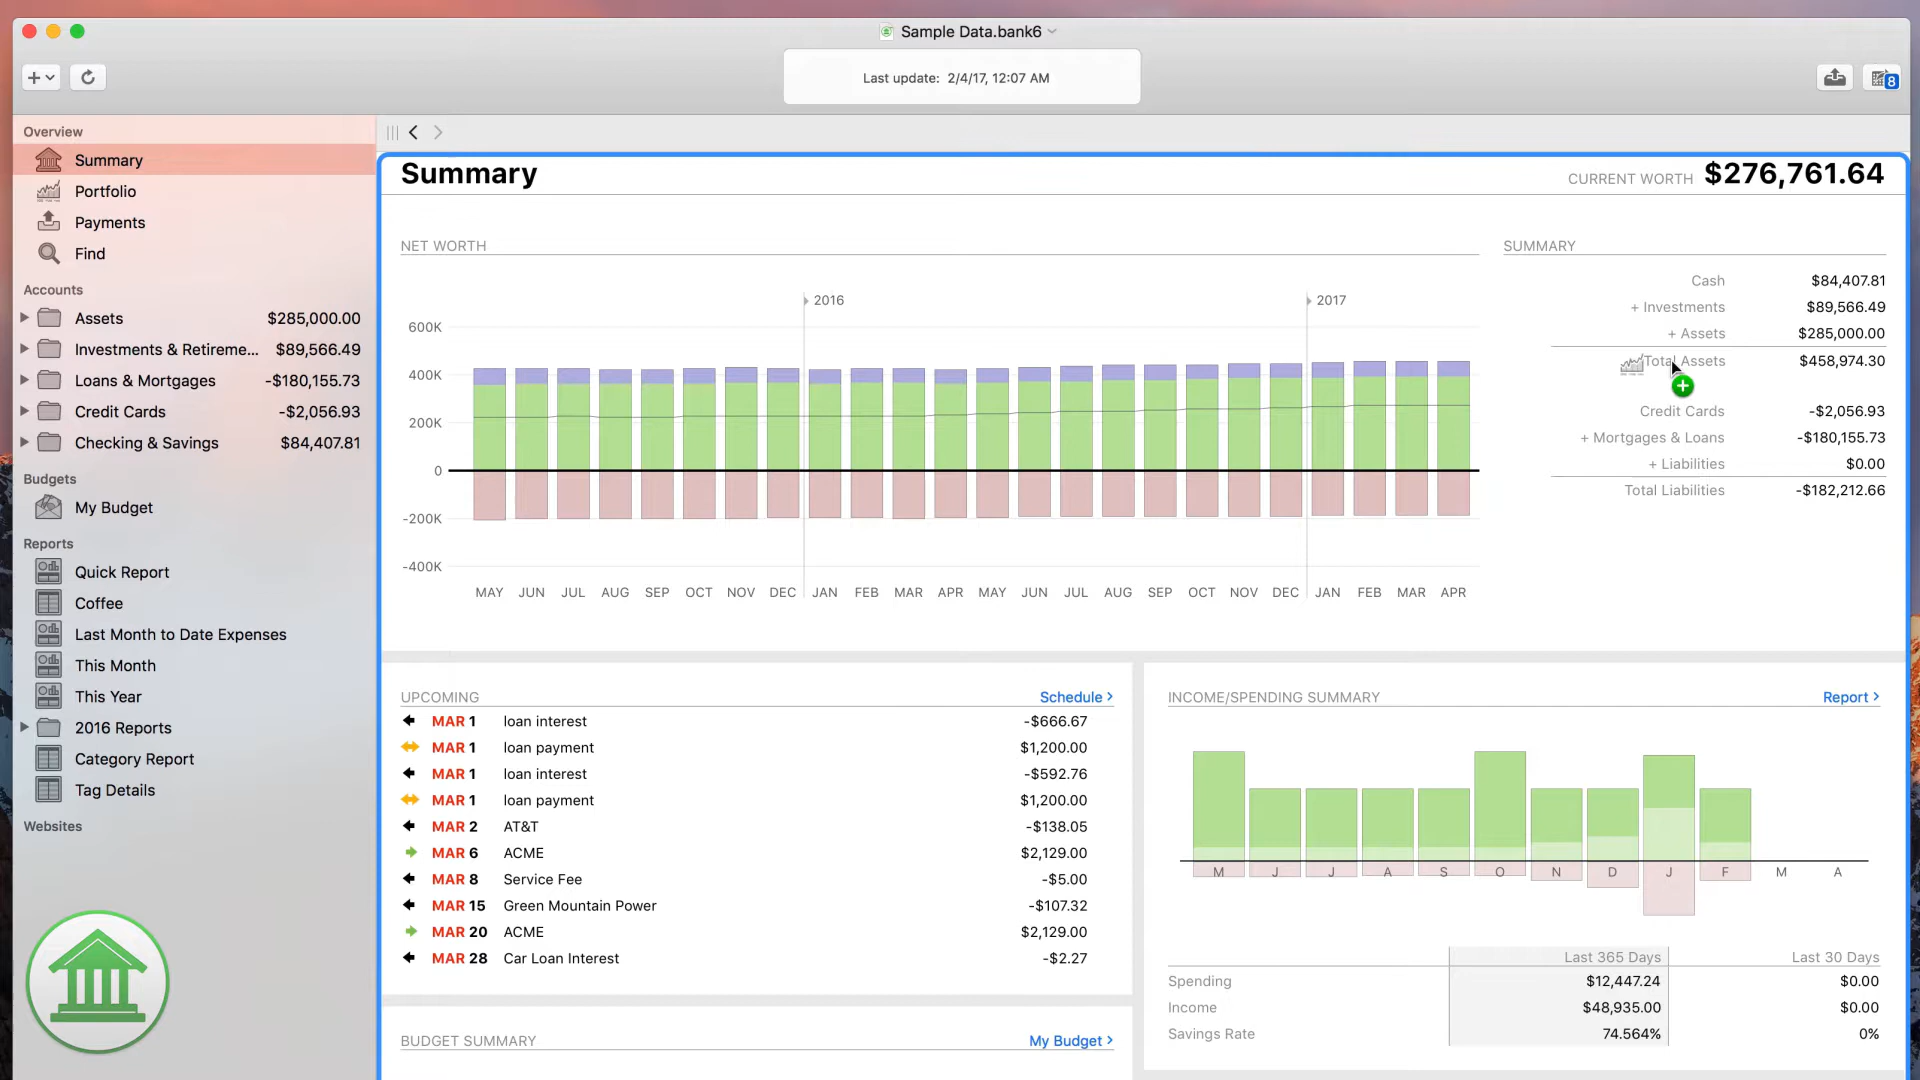 Sample Data.bank6
Last update: 2/4/17, 12:07 AM
8
Overview
Summary
Portfolio
Payments
Find
Accounts
Assets $285,000.00
Investments & Retireme... $89,566.49
Loans & Mortgages -$180,155.73
Credit Cards -$2,056.93
Checking & Savings $84,407.81
Budgets
My Budget
Reports
Quick Report
Coffee
Last Month to Date Expenses
This Month
This Year
2016 Reports
Category Report
Tag Details
Websites
Summary
CURRENT WORTH $276,761.64
NET WORTH
2016 2017
600K
400K
200K
0
-200K
-400K
MAY JUN JUL AUG SEP OCT NOV DEC JAN FEB MAR APR MAY JUN JUL AUG SEP OCT NOV DEC JAN FEB MAR APR
SUMMARY
Cash $84,407.81
+ Investments $89,566.49
+ Assets $285,000.00
Total Assets $458,974.30
Credit Cards -$2,056.93
+ Mortgages & Loans -$180,155.73
+ Liabilities $0.00
Total Liabilities -$182,212.66
UPCOMING Schedule >
MAR 1 loan interest -$666.67
MAR 1 loan payment $1,200.00
MAR 1 loan interest -$592.76
MAR 1 loan payment $1,200.00
MAR 2 AT&T -$138.05
MAR 6 ACME $2,129.00
MAR 8 Service Fee -$5.00
MAR 15 Green Mountain Power -$107.32
MAR 20 ACME $2,129.00
MAR 28 Car Loan Interest -$2.27
BUDGET SUMMARY My Budget >
INCOME/SPENDING SUMMARY Report >
M J J A S O N D J F M A
Last 365 Days Last 30 Days
Spending $12,447.24 $0.00
Income $48,935.00 $0.00
Savings Rate 74.564% 0%